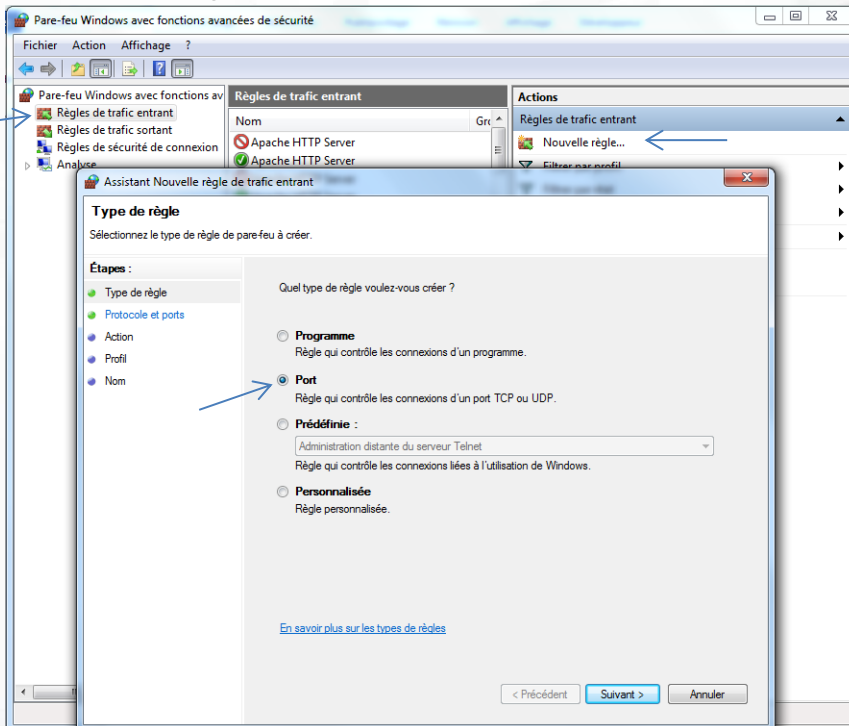 Pare-feu Windows avec fonctions avancées de sécurité
Fichier Action Affichage ?
Pare-feu Windows avec fonctions av
Règles de trafic entrant
Règles de trafic sortant
Règles de sécurité de connexion
Analyse
Règles de trafic entrant
Nom Gro
Apache HTTP Server
Apache HTTP Server
Actions
Règles de trafic entrant
Nouvelle règle...
Filtrer par profil
Assistant Nouvelle règle de trafic entrant
Type de règle
Sélectionnez le type de règle de pare-feu à créer.
Étapes :
Type de règle
Protocole et ports
Action
Profil
Nom
Quel type de règle voulez-vous créer ?
Programme
Règle qui contrôle les connexions d'un programme.
Port
Règle qui contrôle les connexions d'un port TCP ou UDP.
Prédéfinie :
Administration distante du serveur Telnet
Règle qui contrôle les connexions liées à l'utilisation de Windows.
Personnalisée
Règle personnalisée.
En savoir plus sur les types de règles
< Précédent Suivant > Annuler